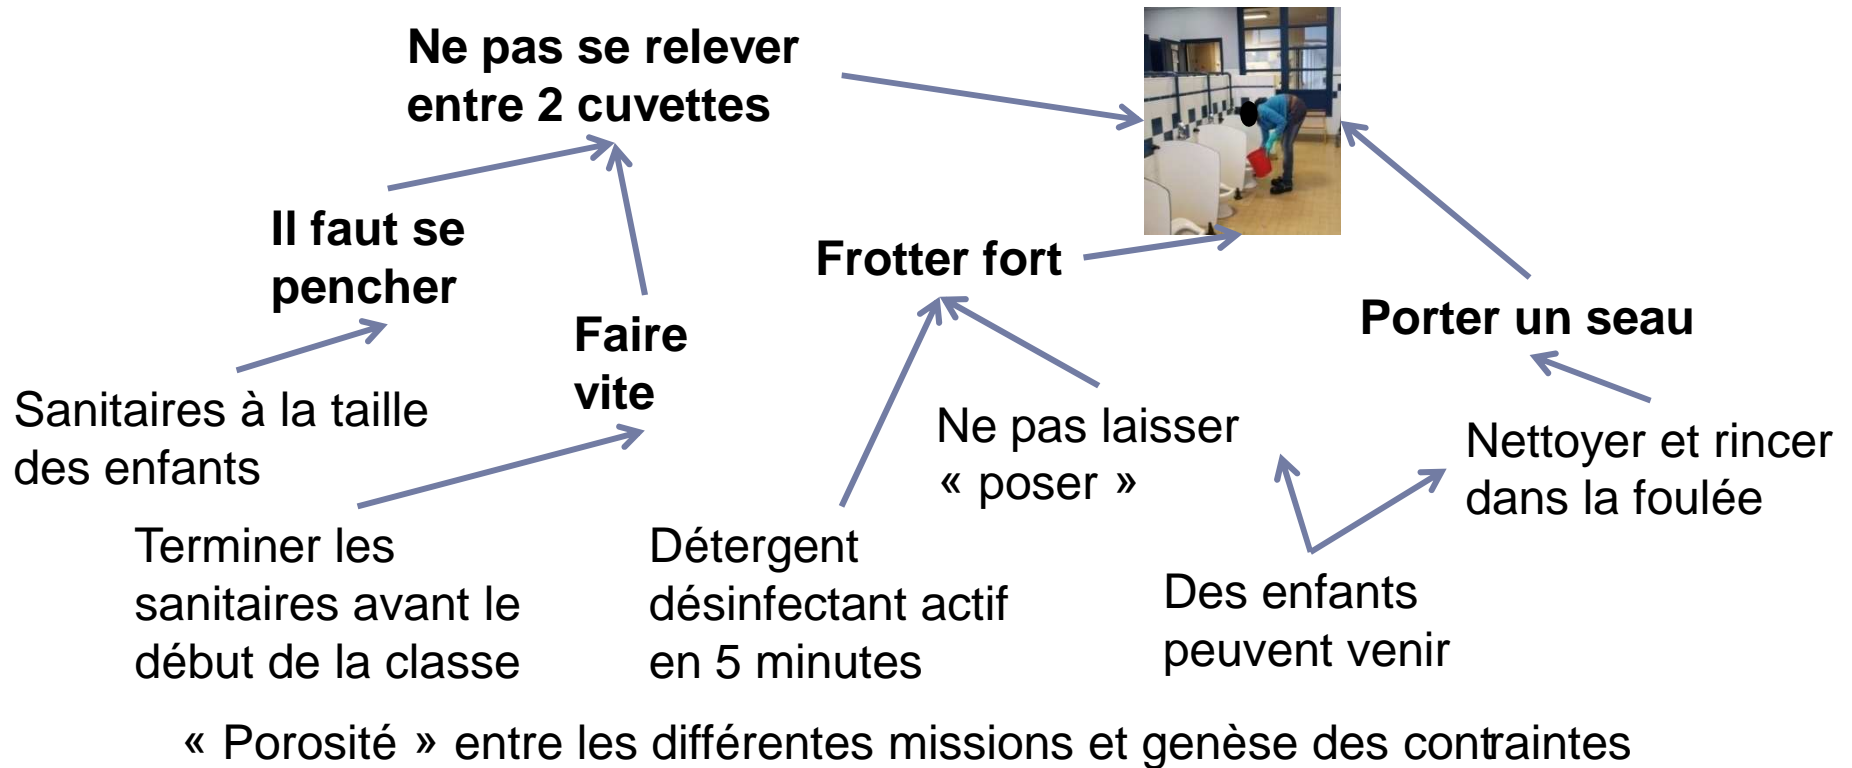 Ne pas se relever
entre 2 cuvettes
Il faut se
pencher
Frotter fort
Faire
vite
Porter un seau
Sanitaires à la taille
des enfants
Ne pas laisser
« poser »
Nettoyer et rincer
dans la foulée
Terminer les
sanitaires avant le
début de la classe
Détergent
désinfectant actif
en 5 minutes
Des enfants
peuvent venir
« Porosité » entre les différentes missions et genèse des contraintes